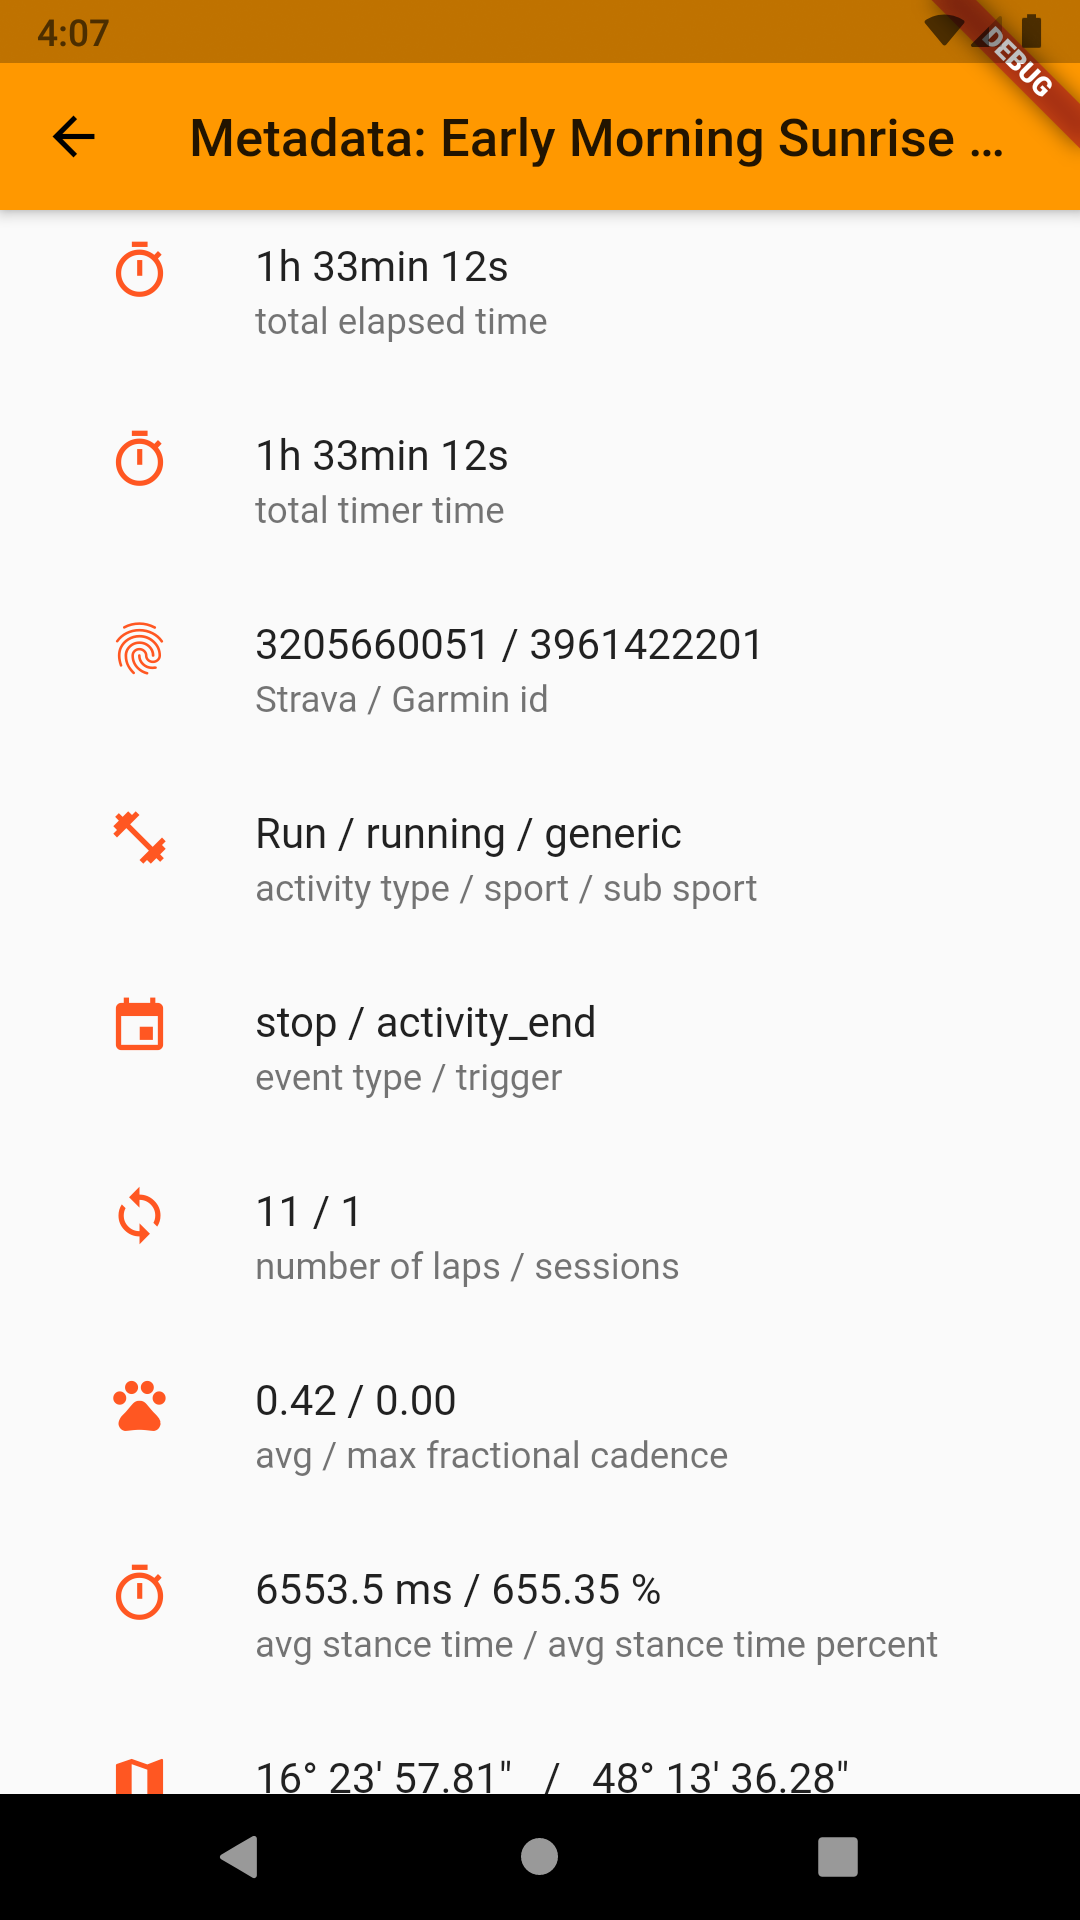 4:07
DEBUG
Metadata: Early Morning Sunrise ...
1h 33min 12s
total elapsed time
1h 33min 12s
total timer time
3205660051 / 3961422201
Strava / Garmin id
Run / running / generic
activity type / sport / sub sport
stop / activity_end
event type / trigger
11 / 1
number of laps / sessions
0.42 / 0.00
avg / max fractional cadence
6553.5 ms / 655.35 %
avg stance time / avg stance time percent
16° 23' 57.81" / 48° 13' 36.28"